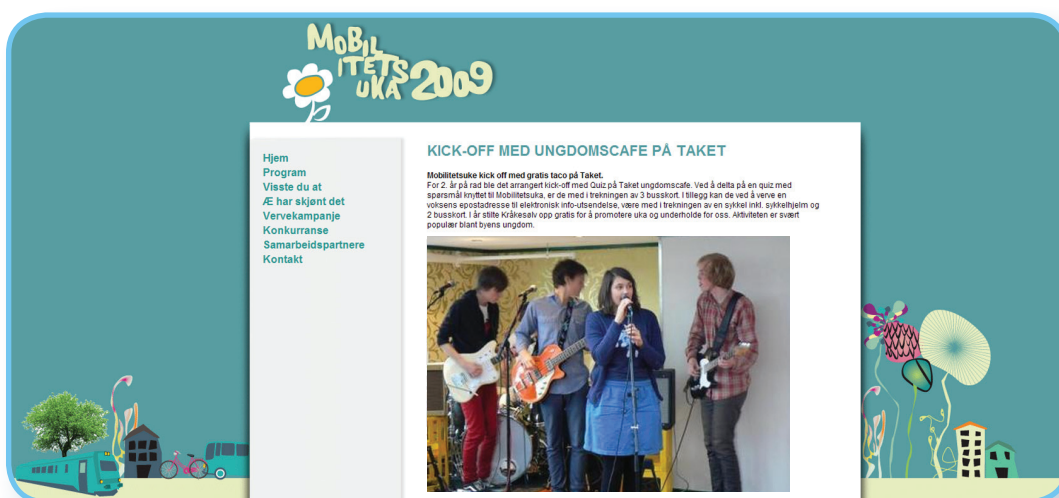 MOBIL
ITETS
UKA 2009
Hjem
Program
Visste du at
Æ har skjønt det
Vervekampanje
Konkurranse
Samarbeidspartnere
Kontakt
KICK-OFF MED UNGDOMSCAFE PÅ TAKET
Mobilitetsuke kick off med gratis taco på Taket.
For 2. år på rad ble det arrangert kick-off med Quiz på Taket ungdomscafe. Ved å delta på en quiz med
spørsmål knyttet til Mobilitetsuka, er de med i trekningen av 3 busskort. I tillegg kan de ved å verve en
voksens epostadresse til elektronisk info-utsendelse, være med i trekningen av en sykkel inkl. sykkelhjelm og
2 busskort. I år stilte Kråkesølv opp gratis for å promotere uka og underholde for oss. Aktiviteten er svært
populær blant byens ungdom.